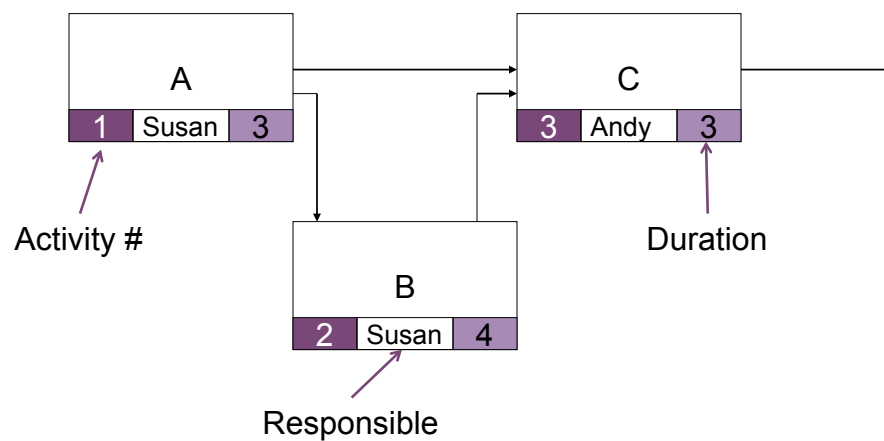 A
1 Susan 3
C
3 Andy 3
Activity #
Duration
B
2 Susan 4
Responsible